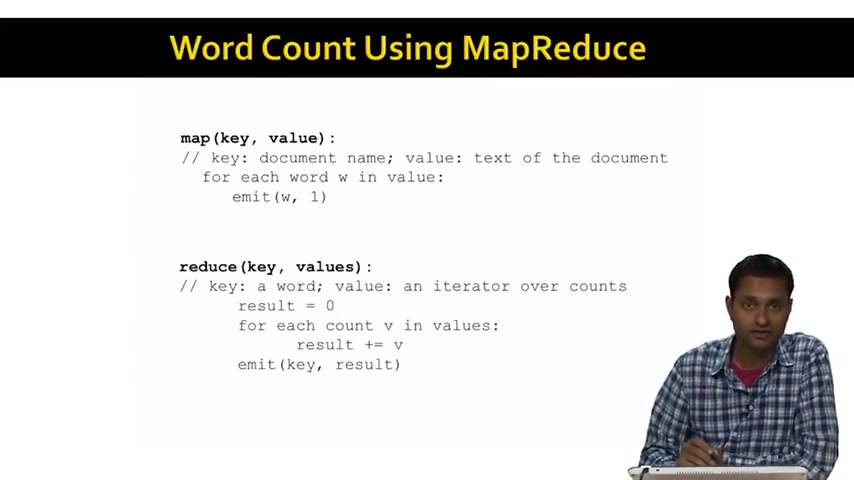 Word Count Using MapReduce
map(key, value):
// key: document name; value: text of the document
for each word w in value:
emit(w, 1)
reduce(key, values):
// key: a word; value: an iterator over counts
result = 0
for each count v in values:
result += v
emit(key, result)